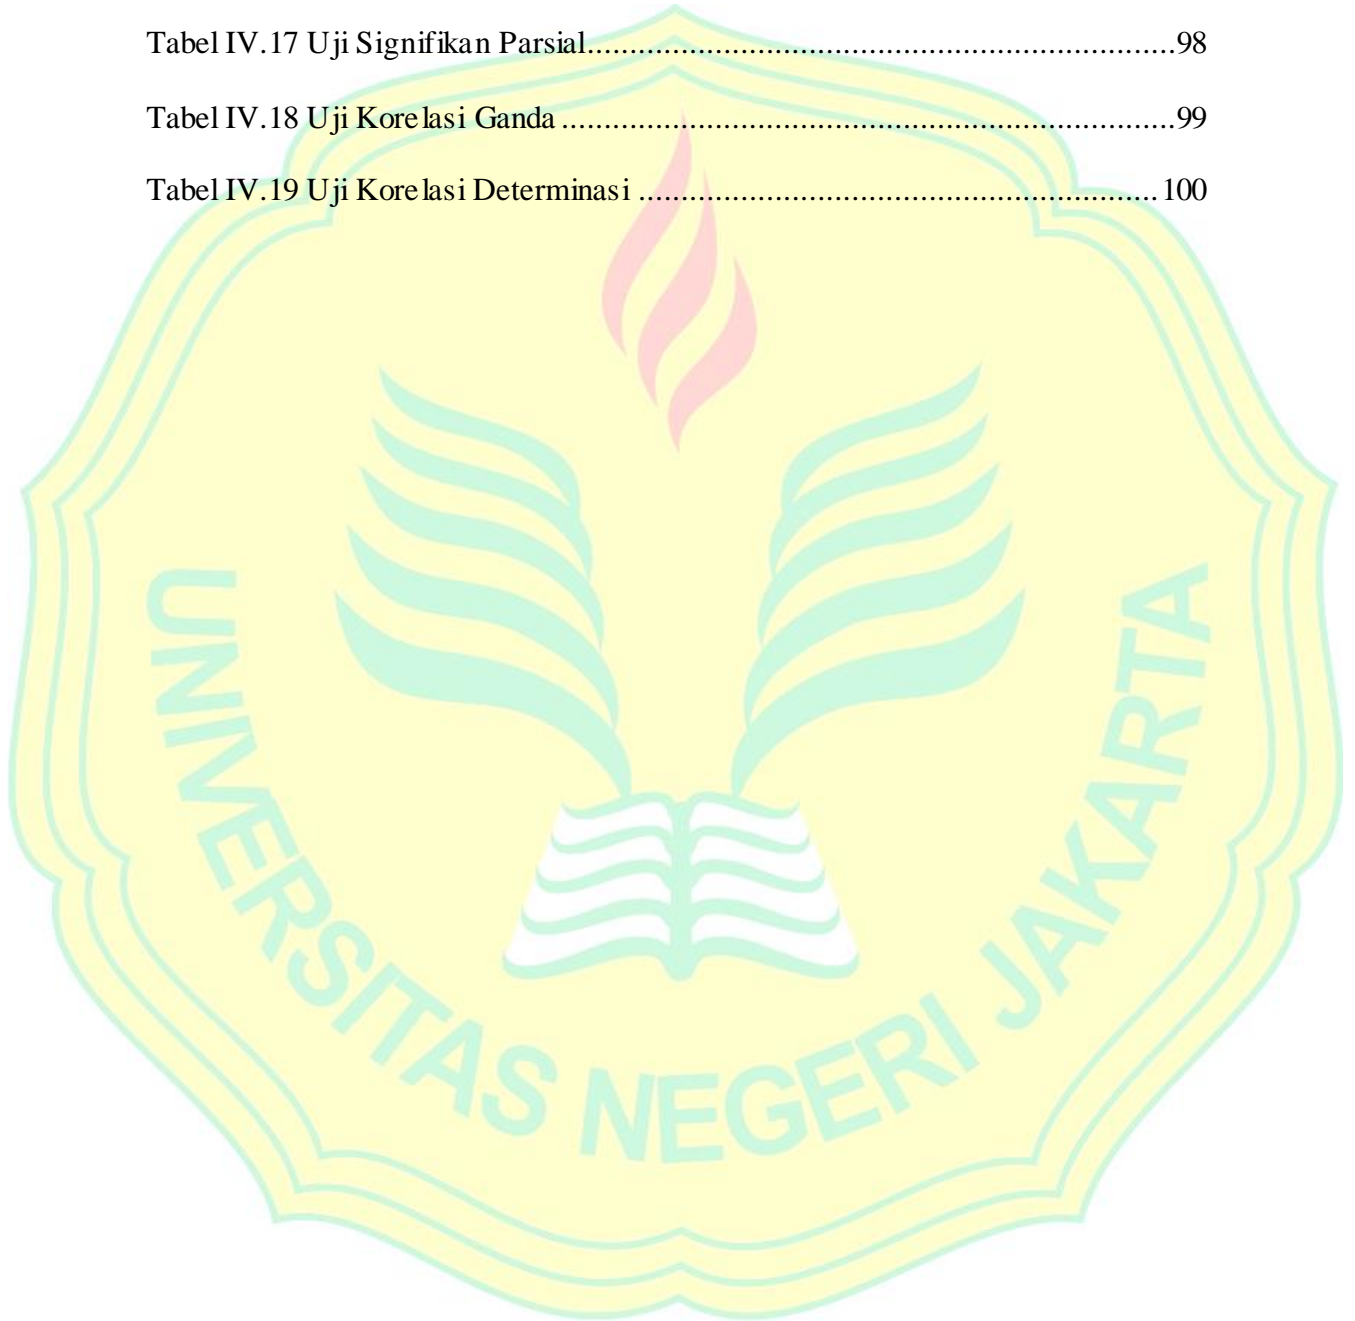 Tabel IV.17 Uji Signifikan Parsial......................................................................98
Tabel IV.18 Uji Korelasi Ganda .........................................................................99
Tabel IV.19 Uji Korelasi Determinasi ..............................................................100
UNIVERSITAS NEGERI JAKARTA